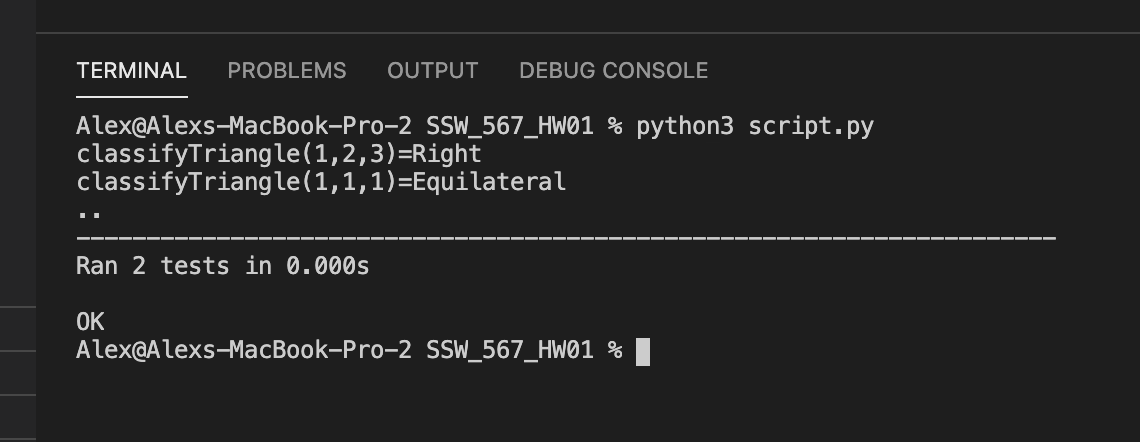 TERMINAL PROBLEMS OUTPUT DEBUG CONSOLE
Alex@Alexs-MacBook-Pro-2 SSW_567_HW01 % python3 script.py
classifyTriangle(1,2,3)=Right
classifyTriangle(1,1,1)=Equilateral
..
----------------------------------------------------------------------
Ran 2 tests in 0.000s
OK
Alex@Alexs-MacBook-Pro-2 SSW_567_HW01 %